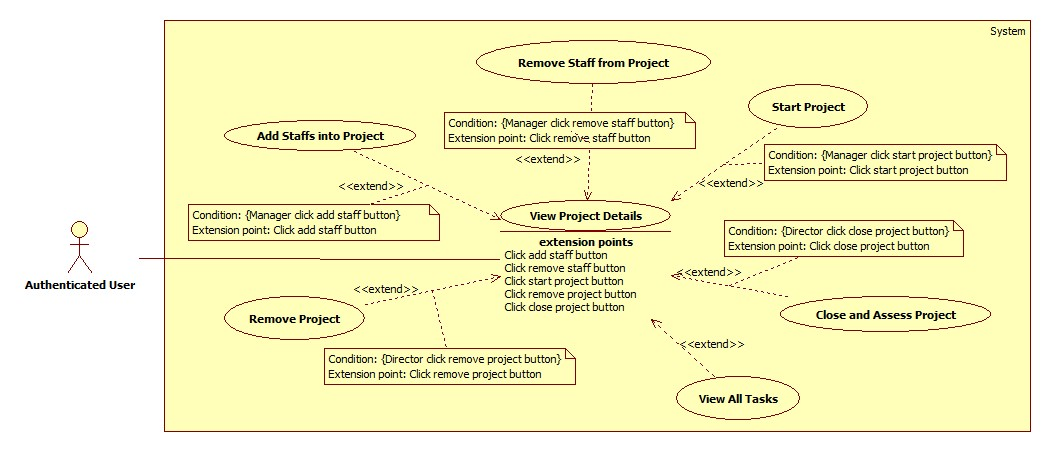 System
Remove Staff from Project
Start Project
Add Staffs into Project
Condition: {Manager click remove staff button}
Extension point: Click remove staff button
<<extend>>
Condition: {Manager click start project button}
Extension point: Click start project button
<<extend>>
<<extend>>
Condition: {Manager click add staff button}
Extension point: Click add staff button
View Project Details
extension points
Click add staff button
Click remove staff button
Click start project button
Click remove project button
Click close project button
Condition: {Director click close project button}
Extension point: Click close project button
<<extend>>
Authenticated User
<<extend>>
Remove Project
Close and Assess Project
Condition: {Director click remove project button}
Extension point: Click remove project button
<<extend>>
View All Tasks